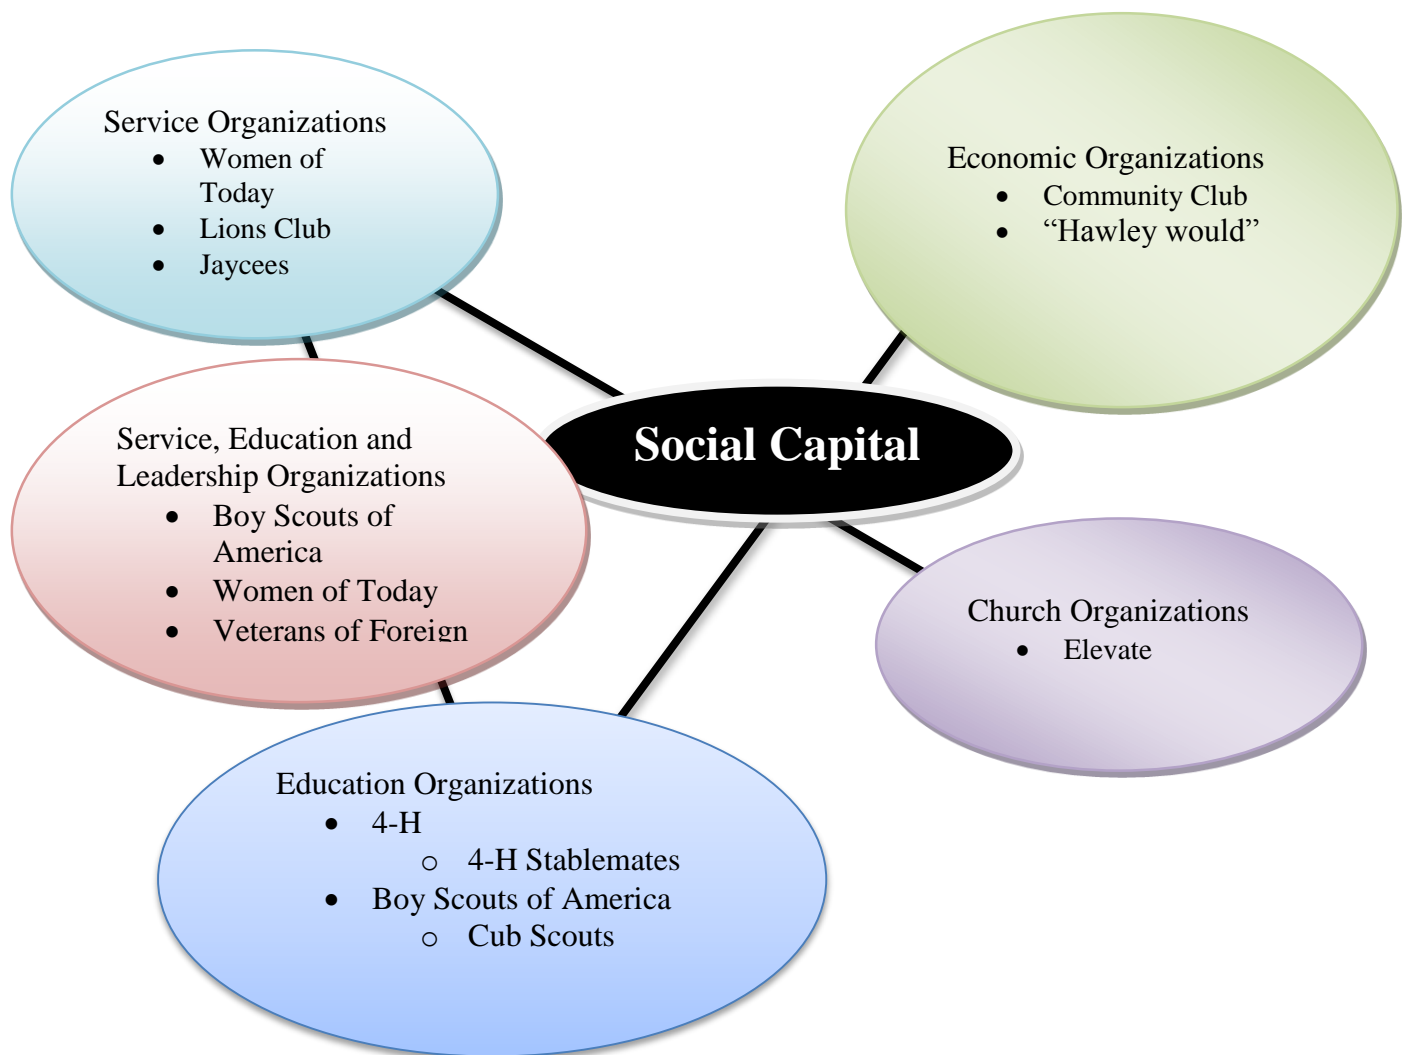 Service Organizations
• Women of
Today
• Lions Club
• Jaycees
Economic Organizations
• Community Club
• “Hawley would”
Social Capital
Service, Education and
Leadership Organizations
• Boy Scouts of
America
• Women of Today
• Veterans of Foreign
Church Organizations
• Elevate
Education Organizations
• 4-H
o 4-H Stablemates
• Boy Scouts of America
o Cub Scouts